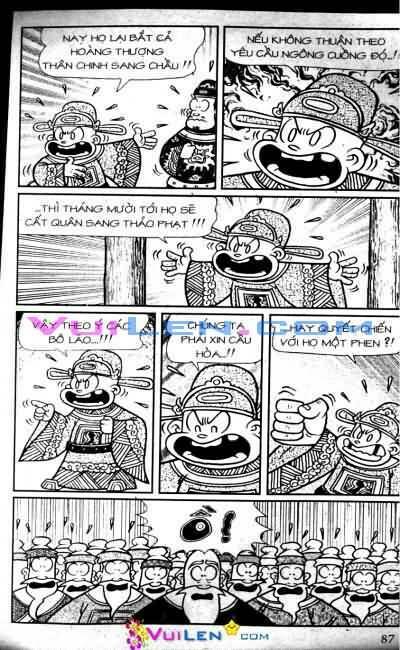 NAY HỌ LẠI BẮT CẢ
HOÀNG THƯỢNG
THÂN CHINH SANG CHẦU !!
NẾU KHÔNG THUẬN THEO
YÊU CẦU NGÔNG CUỒNG ĐÓ...!
...THÌ THÁNG MƯỜI TỚI HỌ SẼ
CẤT QUÂN SANG THẢO PHẠT !!!
VẬY THEO Ý CÁC
BÔ LÃO...!!!
CHÚNG TA
PHẢI XIN CẦU
HÒA...!!
...HAY QUYẾT CHIẾN
VỚI HỌ MỘT PHEN ?!
VUILEN.COM
Ồ!
87
VUILEN.COM